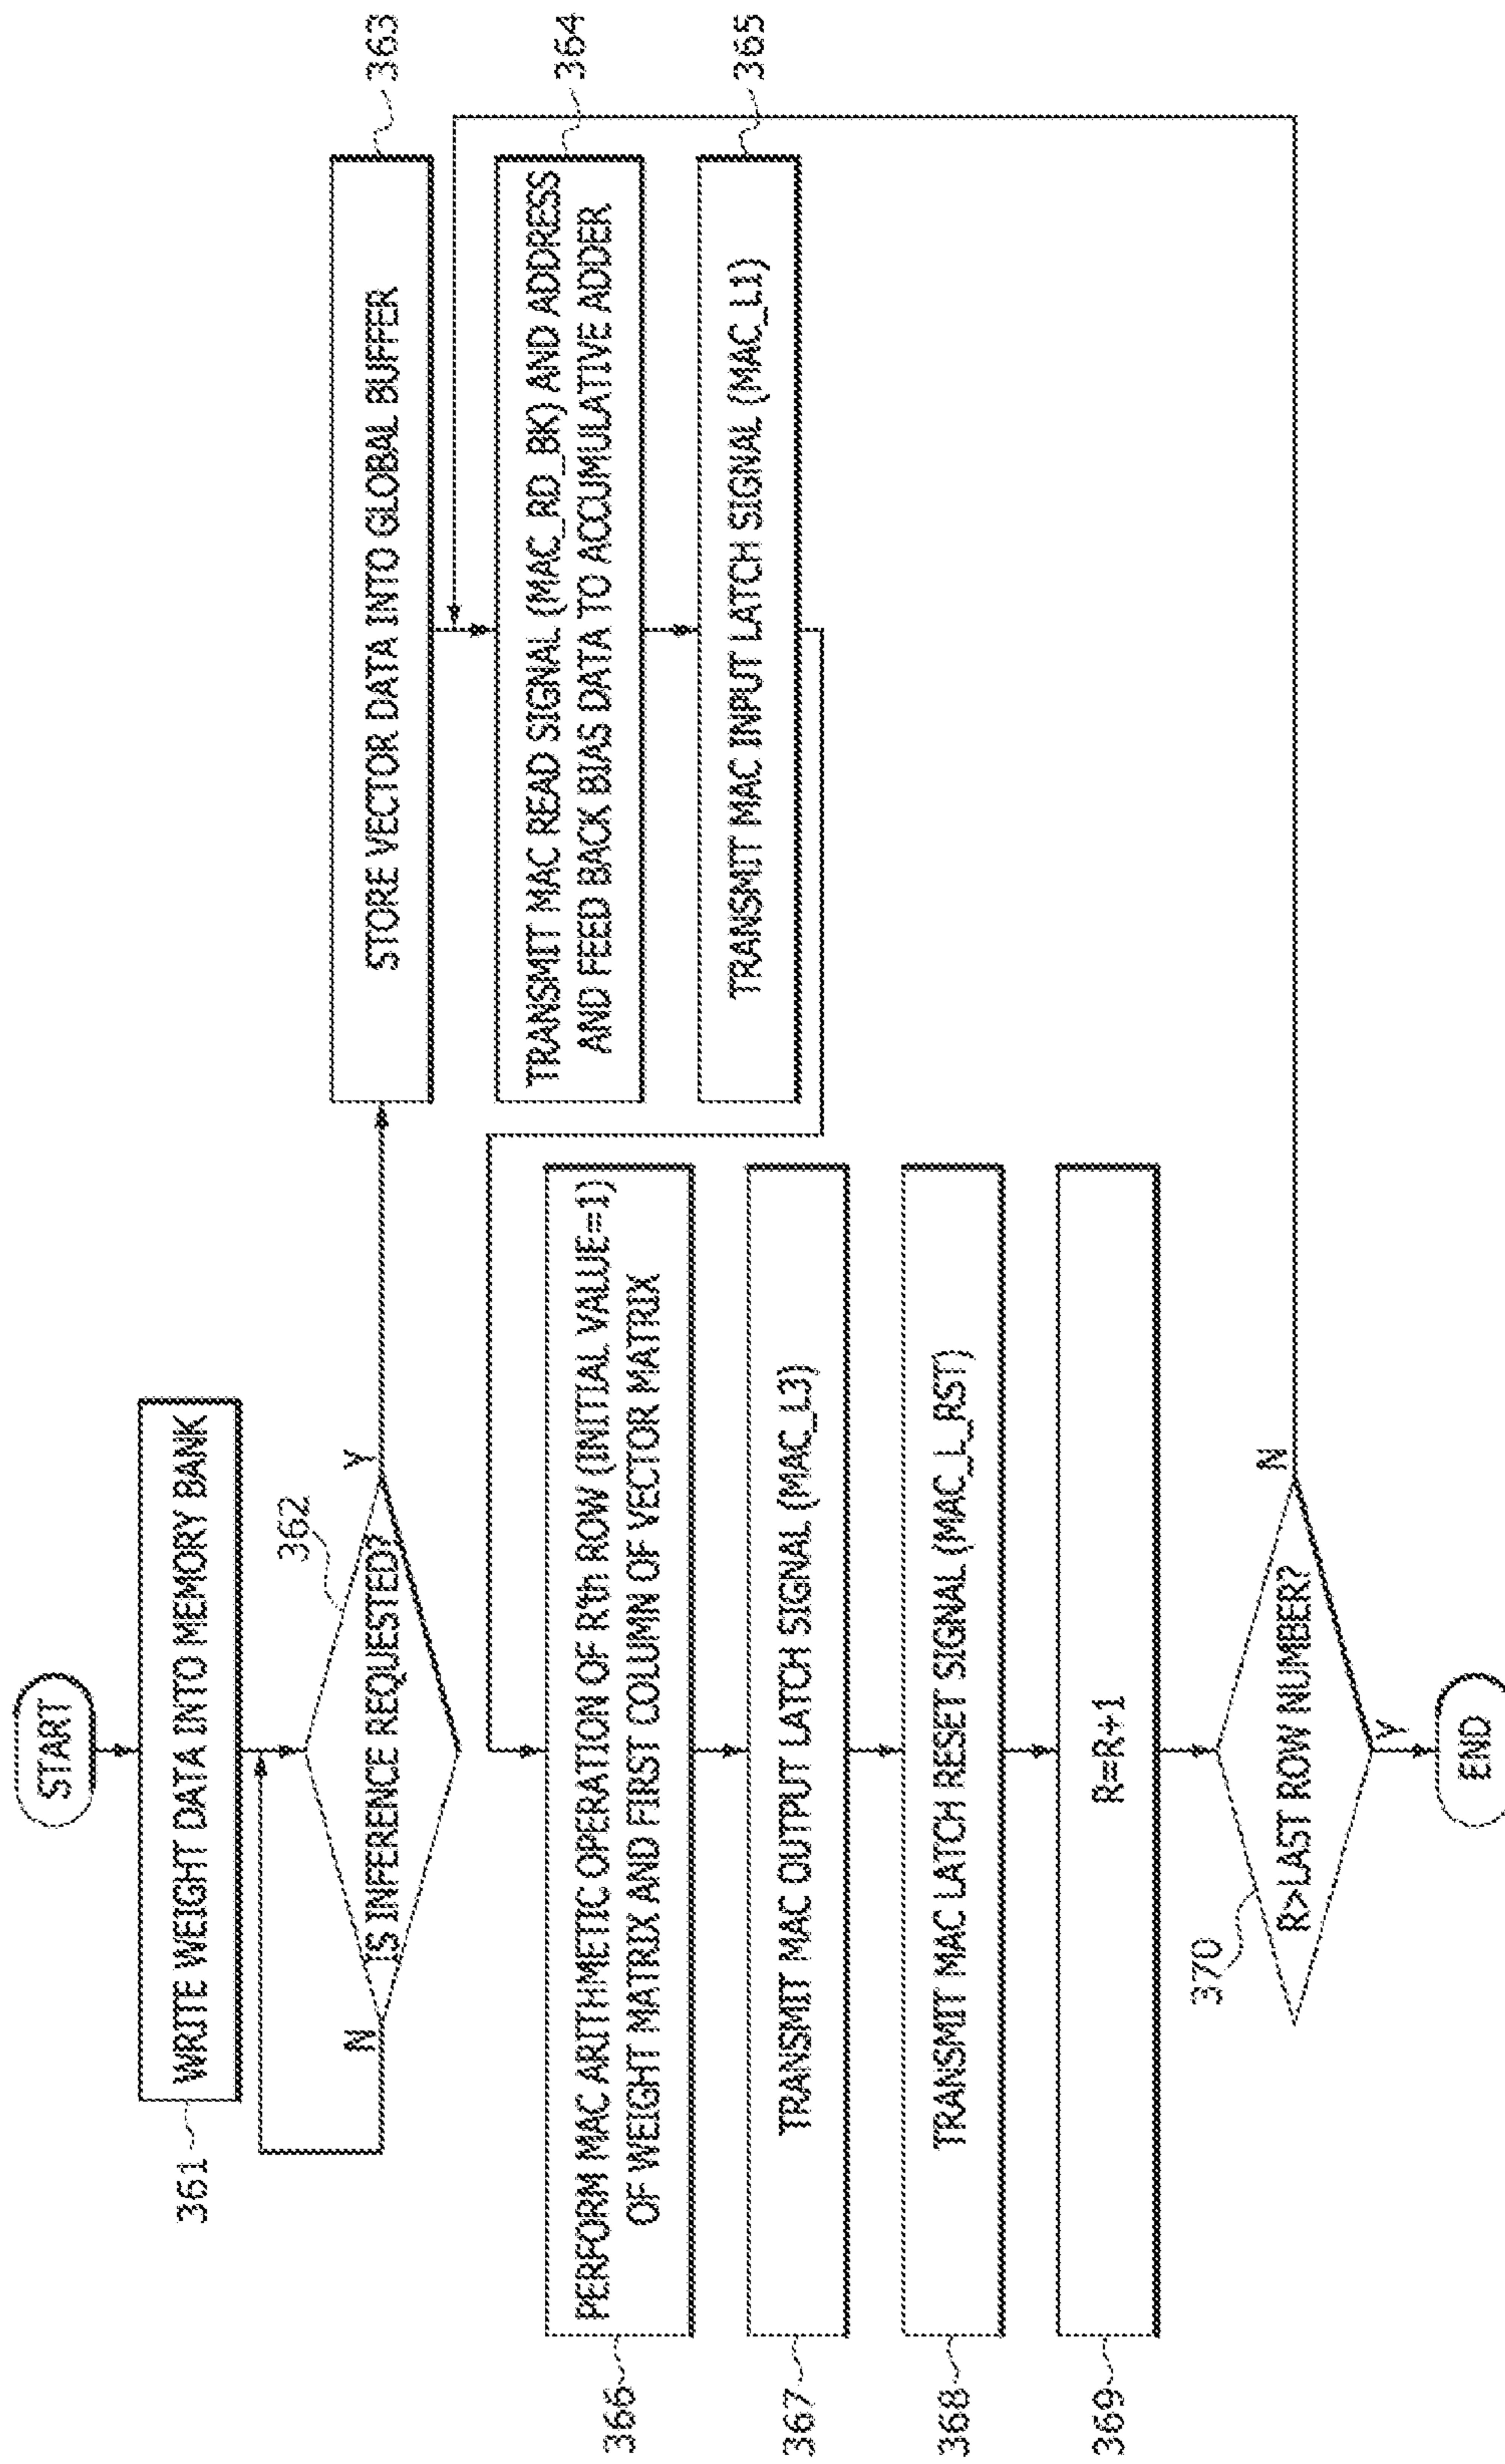 START
WRITE WEIGHT DATA INTO MEMORY BANK
361
IS INFERENCE REQUESTED?
362
N
Y
STORE VECTOR DATA INTO GLOBAL BUFFER
363
TRANSMIT MAC READ SIGNAL (MAC_RD_BK) AND ADDRESS
AND FEED BACK BIAS DATA TO ACCUMULATIVE ADDER
364
TRANSMIT MAC INPUT LATCH SIGNAL (MAC_L1)
365
PERFORM MAC ARITHMETIC OPERATION OF R'th ROW (INITIAL VALUE=1)
OF WEIGHT MATRIX AND FIRST COLUMN OF VECTOR MATRIX
366
TRANSMIT MAC OUTPUT LATCH SIGNAL (MAC_L3)
367
TRANSMIT MAC LATCH RESET SIGNAL (MAC_L_RST)
368
R=R+1
369
R>LAST ROW NUMBER?
370
N
Y
END